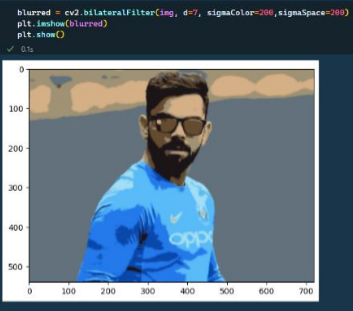 blurred = cv2.bilateralFilter(img, d=7, sigmaColor=200,sigmaSpace=200)
plt.imshow(blurred)
plt.show()
0.1s
0
100
200
300
400
500
oppo
0 100 200 300 400 500 600 700